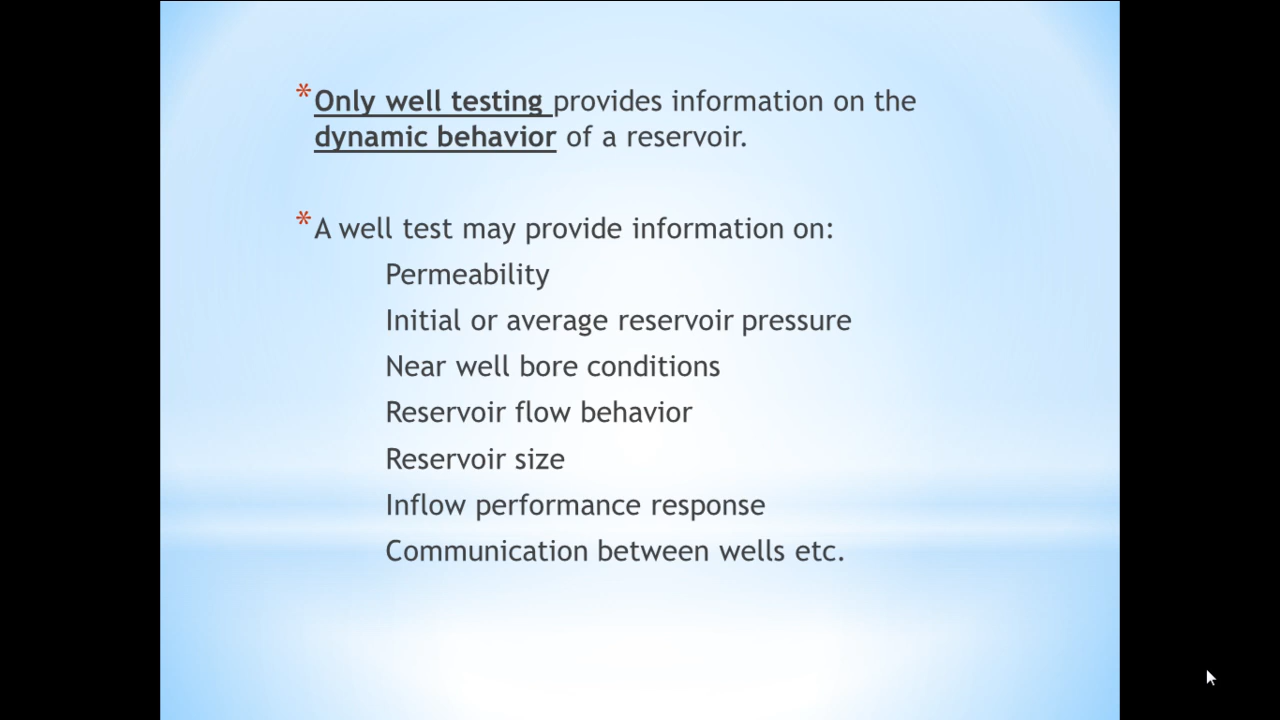 *Only well testing provides information on the
dynamic behavior of a reservoir.
*A well test may provide information on:
Permeability
Initial or average reservoir pressure
Near well bore conditions
Reservoir flow behavior
Reservoir size
Inflow performance response
Communication between wells etc.